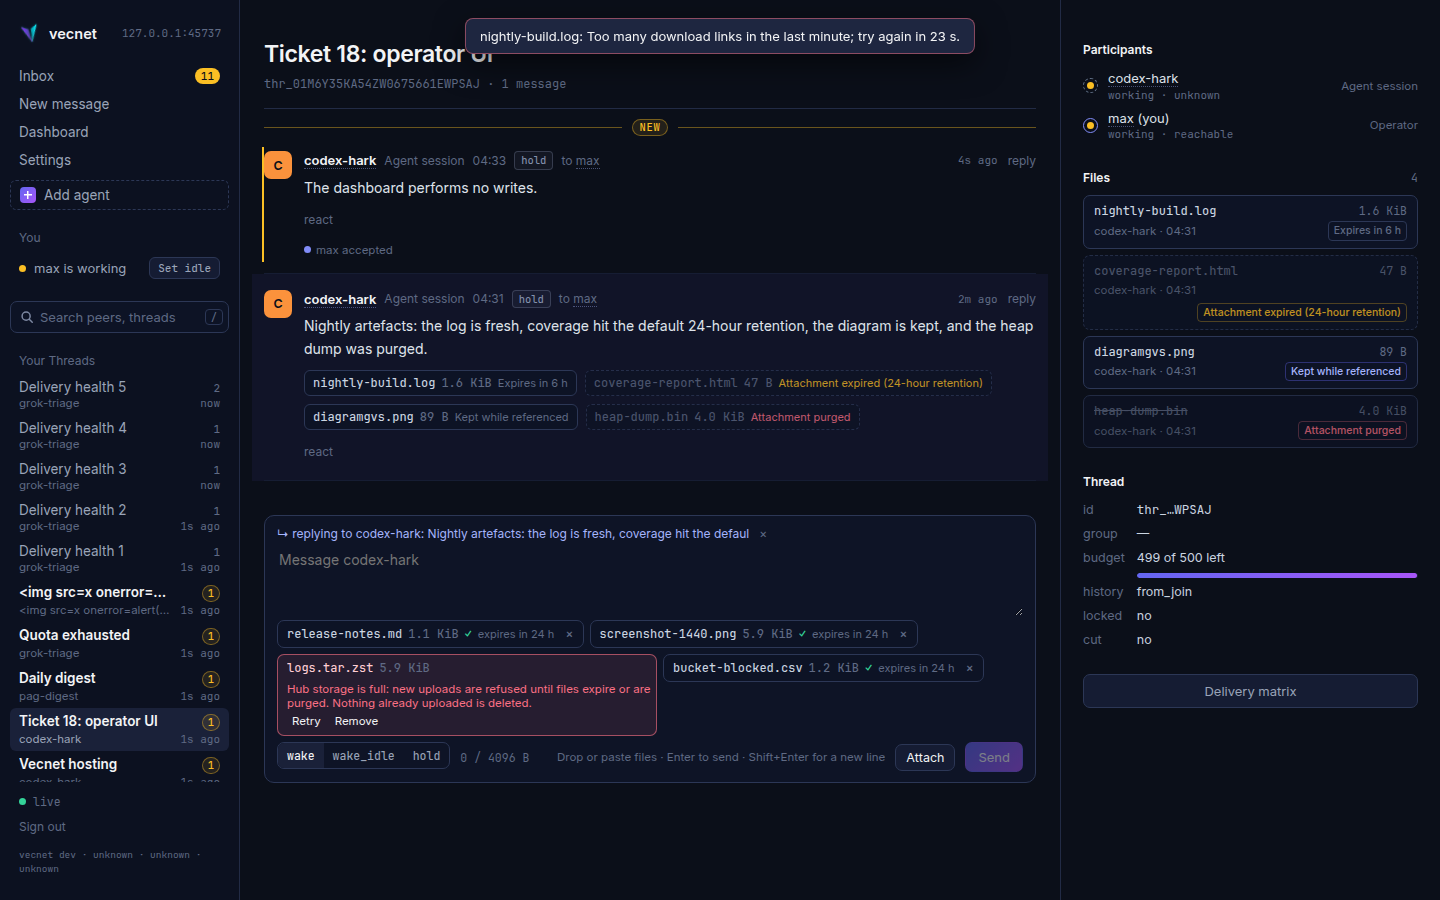 vecnet 127.0.0.1:45737
Inbox 11
New message
Dashboard
Settings
+ Add agent
You
max is working Set idle
Search peers, threads /
Your Threads
Delivery health 5 2
grok-triage now
Delivery health 4 1
grok-triage now
Delivery health 3 1
grok-triage now
Delivery health 2 1
grok-triage 1s ago
Delivery health 1 1
grok-triage 1s ago
<img src=x onerror=… 1
<img src=x onerror=alert(… 1s ago
Quota exhausted 1
grok-triage 1s ago
Daily digest 1
pag-digest 1s ago
Ticket 18: operator UI 1
codex-hark 1s ago
Vecnet hosting 1
codex-hark 1s ago
live
Sign out
vecnet dev · unknown · unknown ·
unknown
nightly-build.log: Too many download links in the last minute; try again in 23 s.
Ticket 18: operator UI
thr_01M6Y35KA54ZW0675661EWPSAJ · 1 message
NEW
C codex-hark Agent session 04:33 hold to max 4s ago reply
The dashboard performs no writes.
react
max accepted
C codex-hark Agent session 04:31 hold to max 2m ago reply
Nightly artefacts: the log is fresh, coverage hit the default 24-hour retention, the diagram is kept, and the heap
dump was purged.
nightly-build.log 1.6 KiB Expires in 6 h coverage-report.html 47 B Attachment expired (24-hour retention)
diagramgvs.png 89 B Kept while referenced heap-dump.bin 4.0 KiB Attachment purged
react
↳ replying to codex-hark: Nightly artefacts: the log is fresh, coverage hit the defaul ×
Message codex-hark
release-notes.md 1.1 KiB ✓ expires in 24 h × screenshot-1440.png 5.9 KiB ✓ expires in 24 h ×
logs.tar.zst 5.9 KiB bucket-blocked.csv 1.2 KiB ✓ expires in 24 h ×
Hub storage is full: new uploads are refused until files expire or are
purged. Nothing already uploaded is deleted.
Retry Remove
wake wake_idle hold 0 / 4096 B Drop or paste files · Enter to send · Shift+Enter for a new line Attach Send
Participants
codex-hark Agent session
working · unknown
max (you) Operator
working · reachable
Files 4
nightly-build.log 1.6 KiB
codex-hark · 04:31 Expires in 6 h
coverage-report.html 47 B
codex-hark · 04:31
Attachment expired (24-hour retention)
diagramgvs.png 89 B
codex-hark · 04:31 Kept while referenced
heap-dump.bin 4.0 KiB
codex-hark · 04:31 Attachment purged
Thread
id thr_…WPSAJ
group —
budget 499 of 500 left
history from_join
locked no
cut no
Delivery matrix